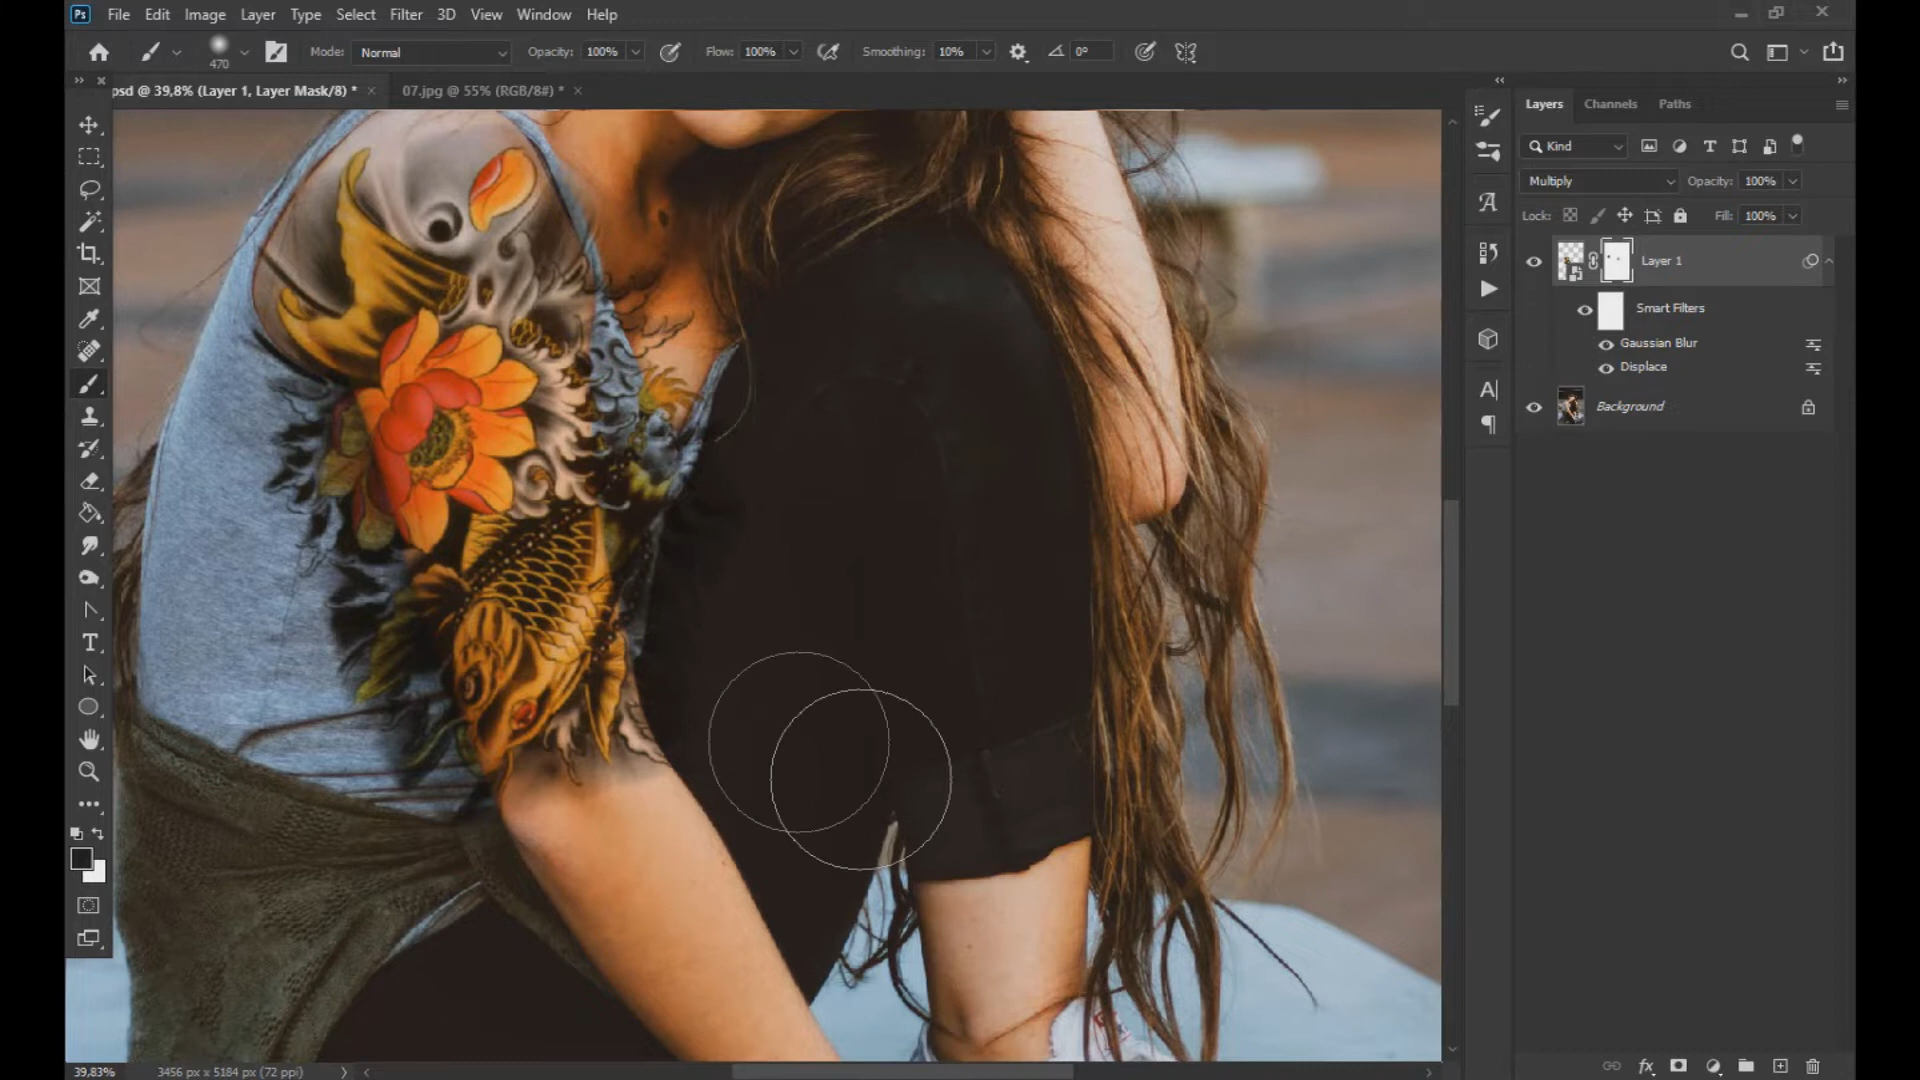 Ps File Edit Image Layer Type Select Filter 3D View Window Help
470 Mode: Normal Opacity: 100% Flow: 100% Smoothing: 10% 0°
psd @ 39,8% (Layer 1, Layer Mask/8) * 07.jpg @ 55% (RGB/8#) *
Layers Channels Paths
Kind
Multiply Opacity: 100%
Lock: Fill: 100%
Layer 1
Smart Filters
Gaussian Blur
Displace
Background
39,83% 3456 px x 5184 px (72 ppi)